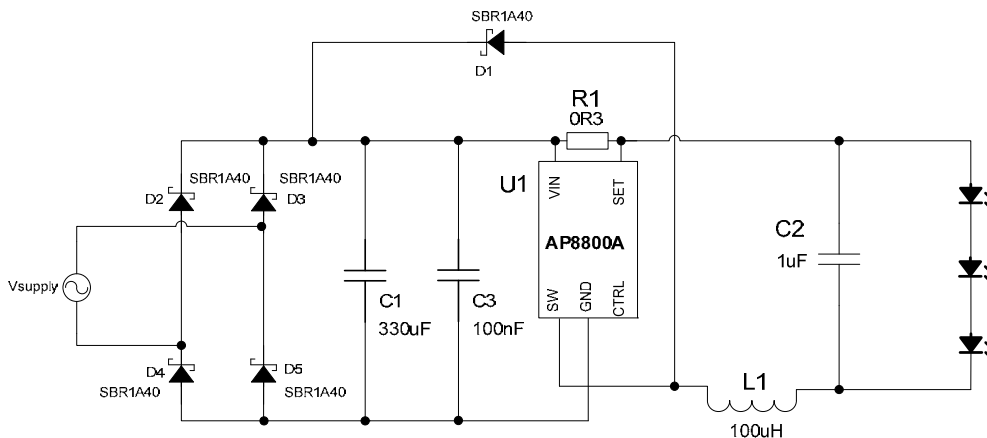 SBR1A40
D1
R1
0R3
SBR1A40
SBR1A40
D2
D3
U1
VIN
SET
AP8800A
SW
GND
CTRL
C2
1uF
Vsupply
C1
330uF
C3
100nF
D4
SBR1A40
D5
SBR1A40
L1
100uH